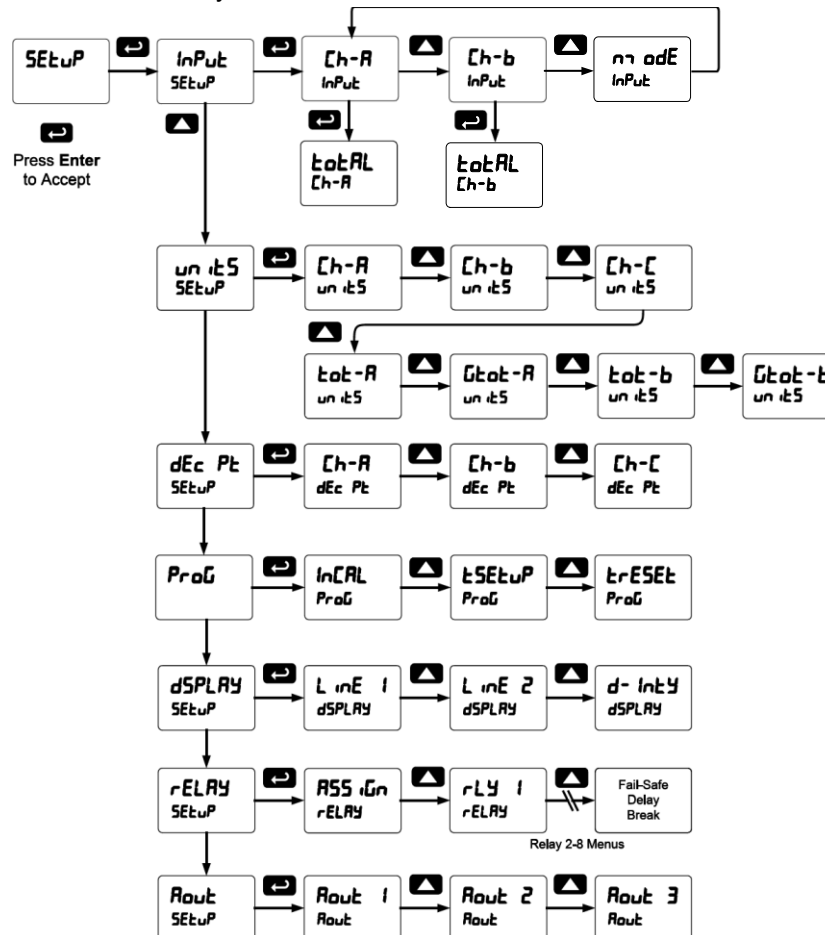 SEtuP
InPut
SEtuP
Ch-A
InPut
Ch-b
InPut
modE
InPut
Press Enter
to Accept
totAL
Ch-A
totAL
Ch-b
unitS
SEtuP
Ch-A
unitS
Ch-b
unitS
Ch-C
unitS
tot-A
unitS
Gtot-A
unitS
tot-b
unitS
Gtot-b
unitS
dEc Pt
SEtuP
Ch-A
dEc Pt
Ch-b
dEc Pt
Ch-C
dEc Pt
ProG
InCAL
ProG
tSEtuP
ProG
trESEt
ProG
dSPLAY
SEtuP
LinE 1
dSPLAY
LinE 2
dSPLAY
d-IntY
dSPLAY
rELAY
SEtuP
ASSiGn
rELAY
rLY 1
rELAY
Fail-Safe
Delay
Break
Relay 2-8 Menus
Aout
SEtuP
Aout 1
Aout
Aout 2
Aout
Aout 3
Aout